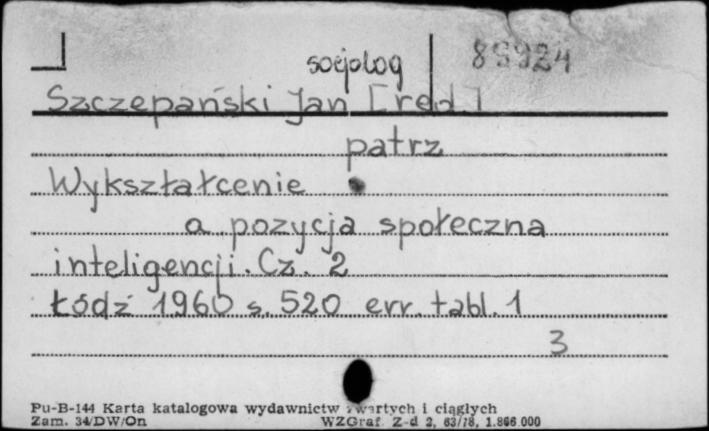 socjolog 89924
Szczepański Jan [red.]
patrz
Wykształcenie
a pozycja społeczna
inteligencji. Cz. 2
Łódź 1960 s. 520 err. tabl. 1
3
Pu-B-144 Karta katalogowa wydawnictw zwartych i ciągłych
Zam. 34/DW/On WZGraf. Z-d 2, 63/78, 1.866.000